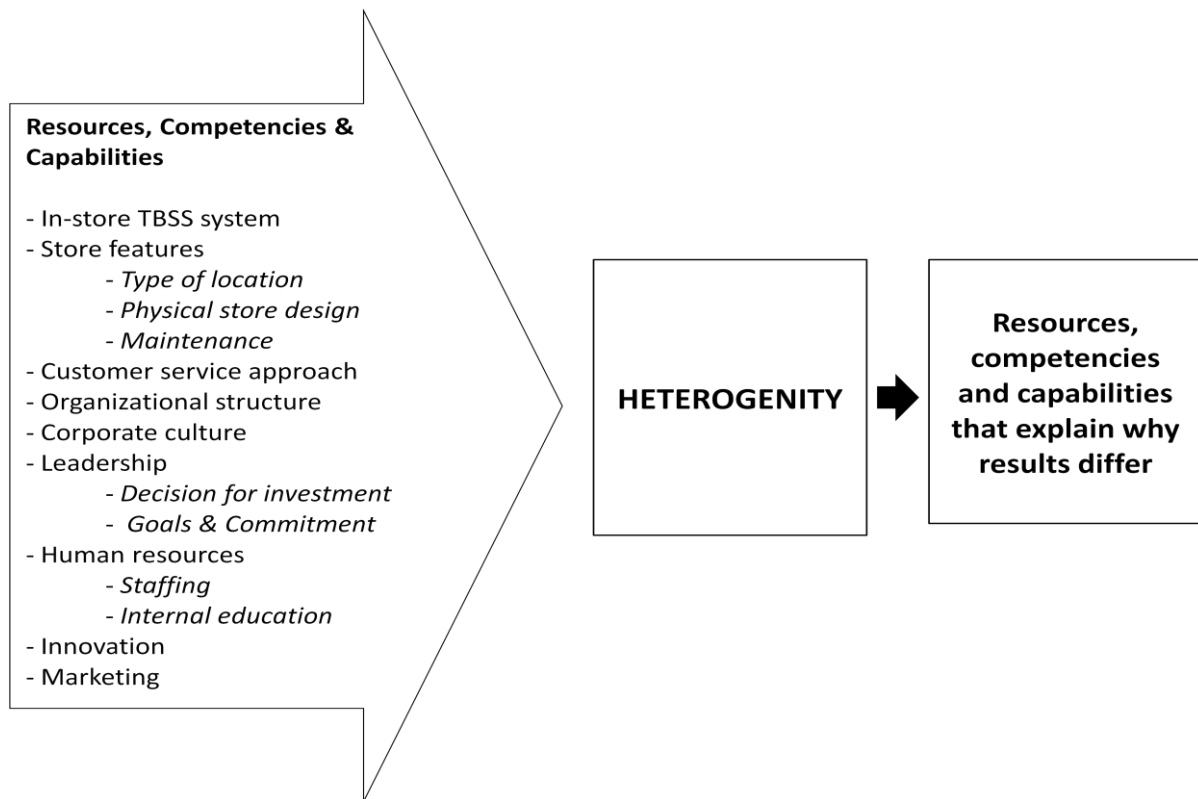 Resources, Competencies &
Capabilities
- In-store TBSS system
- Store features
- Type of location
- Physical store design
- Maintenance
- Customer service approach
- Organizational structure
- Corporate culture
- Leadership
- Decision for investment
- Goals & Commitment
- Human resources
- Staffing
- Internal education
- Innovation
- Marketing
HETEROGENITY
Resources,
competencies
and capabilities
that explain why
results differ